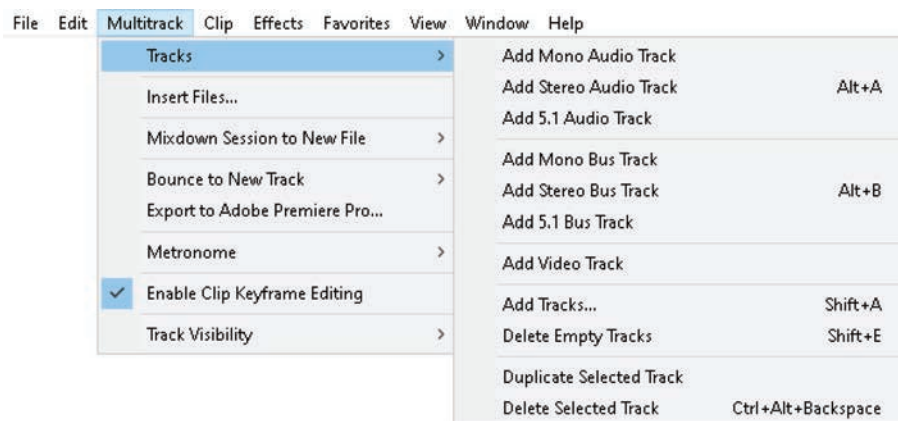 File Edit Multitrack Clip Effects Favorites View Window Help
Tracks
Insert Files...
Mixdown Session to New File
Bounce to New Track
Export to Adobe Premiere Pro...
Metronome
Enable Clip Keyframe Editing
Track Visibility
Add Mono Audio Track
Add Stereo Audio Track Alt+A
Add 5.1 Audio Track
Add Mono Bus Track
Add Stereo Bus Track Alt+B
Add 5.1 Bus Track
Add Video Track
Add Tracks... Shift+A
Delete Empty Tracks Shift+E
Duplicate Selected Track
Delete Selected Track Ctrl+Alt+Backspace